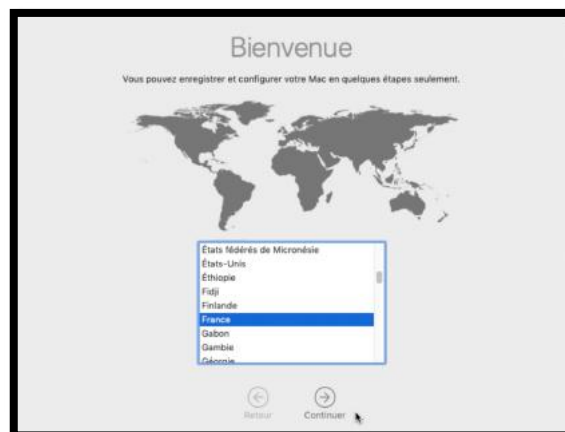 Bienvenue
Vous pouvez enregistrer et configurer votre Mac en quelques étapes seulement.
États fédérés de Micronésie
États-Unis
Éthiopie
Fidji
Finlande
France
Gabon
Gambie
Géorgie
Retour
Continuer